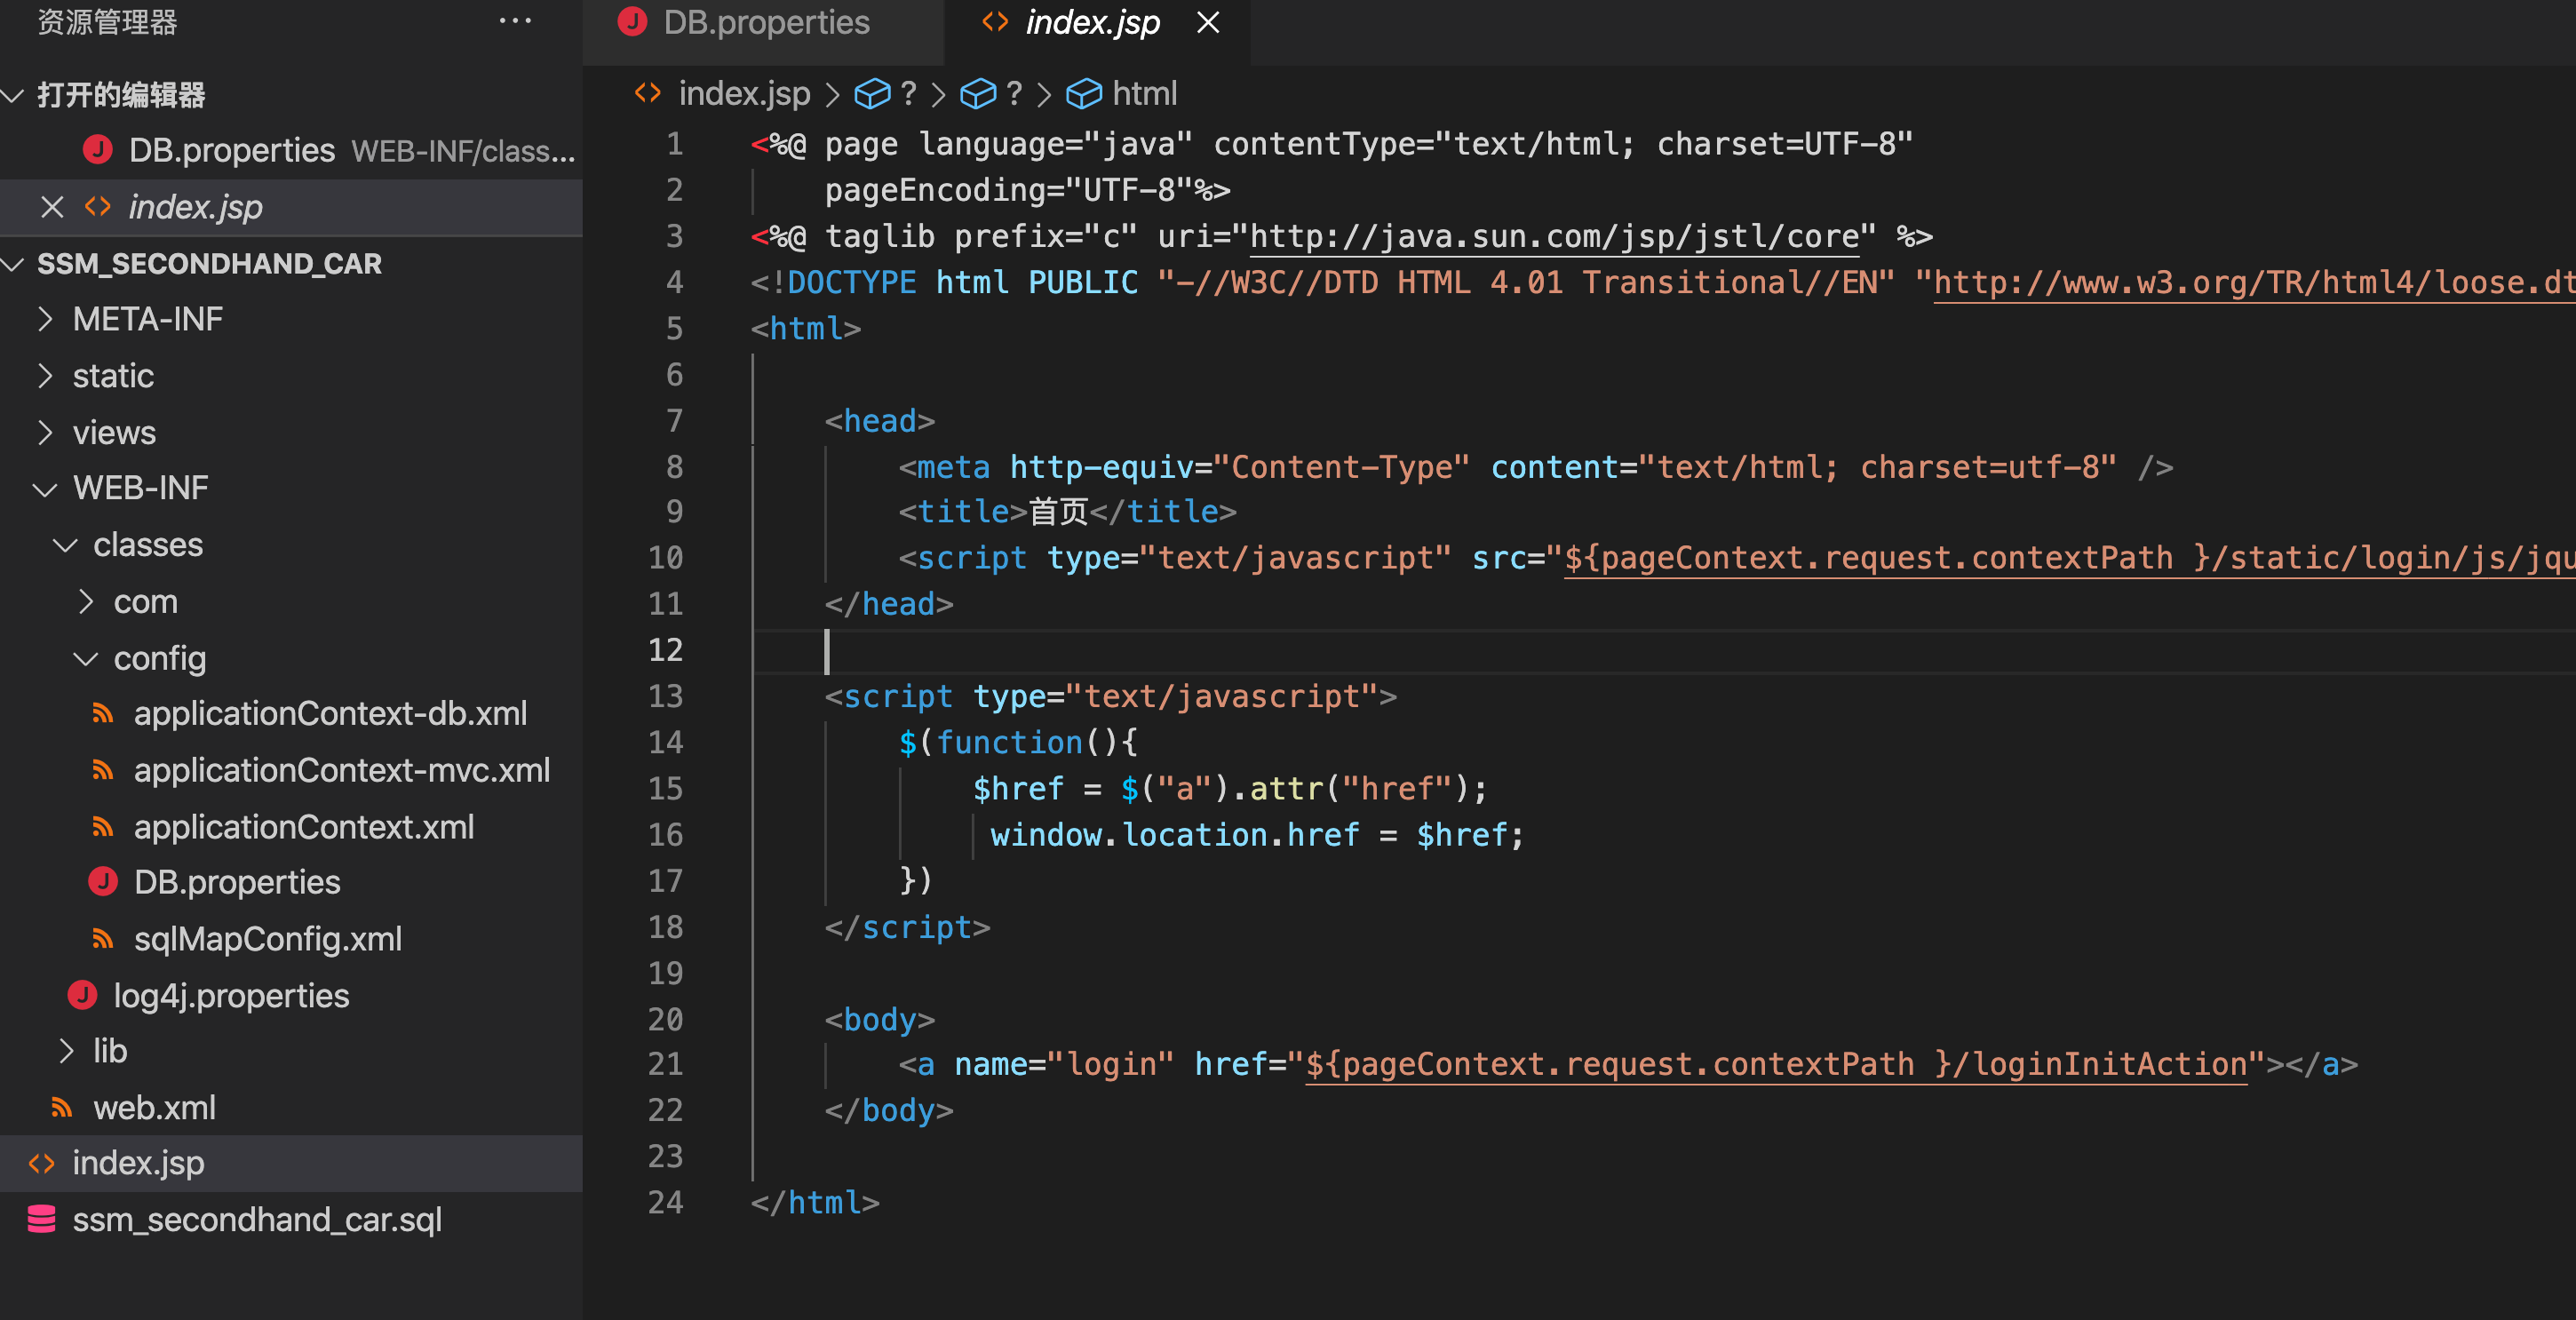 资源管理器 ···
打开的编辑器
DB.properties WEB-INF/class...
index.jsp
SSM_SECONDHAND_CAR
META-INF
static
views
WEB-INF
classes
com
config
applicationContext-db.xml
applicationContext-mvc.xml
applicationContext.xml
DB.properties
sqlMapConfig.xml
log4j.properties
lib
web.xml
index.jsp
ssm_secondhand_car.sql
DB.properties index.jsp
index.jsp > ? > ? > html
1 <%@ page language="java" contentType="text/html; charset=UTF-8"
2 pageEncoding="UTF-8"%>
3 <%@ taglib prefix="c" uri="http://java.sun.com/jsp/jstl/core" %>
4 <!DOCTYPE html PUBLIC "-//W3C//DTD HTML 4.01 Transitional//EN" "http://www.w3.org/TR/html4/loose.dt
5 <html>
6
7 <head>
8 <meta http-equiv="Content-Type" content="text/html; charset=utf-8" />
9 <title>首页</title>
10 <script type="text/javascript" src="${pageContext.request.contextPath }/static/login/js/jqu
11 </head>
12
13 <script type="text/javascript">
14 $(function(){
15 $href = $("a").attr("href");
16 window.location.href = $href;
17 })
18 </script>
19
20 <body>
21 <a name="login" href="${pageContext.request.contextPath }/loginInitAction"></a>
22 </body>
23
24 </html>